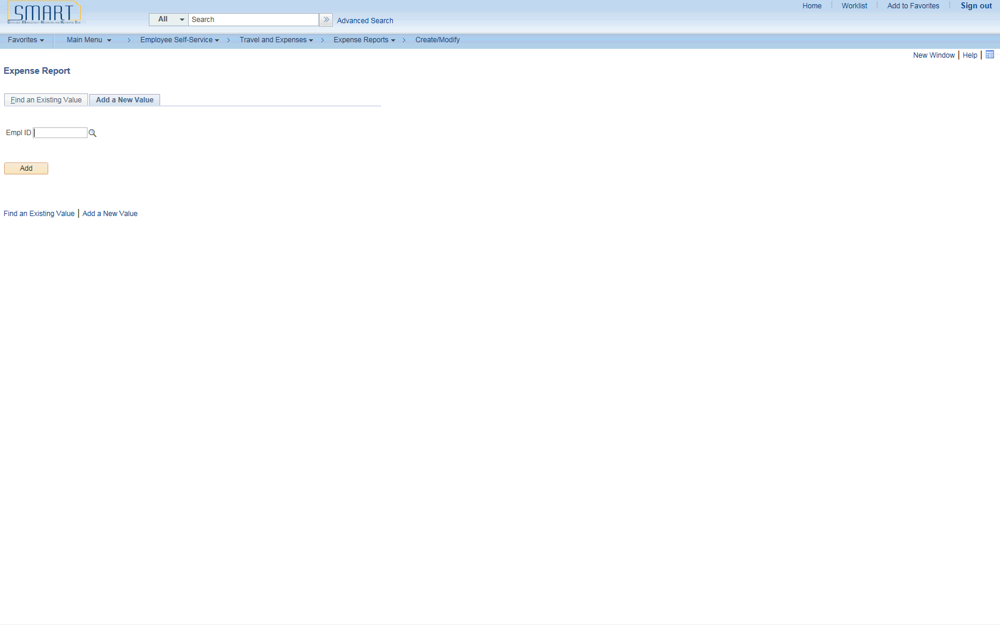 SMART
Home
Worklist
Add to Favorites
Sign out
All
Search
Advanced Search
Favorites
Main Menu
Employee Self-Service
Travel and Expenses
Expense Reports
Create/Modify
New Window
Help
Expense Report
Find an Existing Value
Add a New Value
Empl ID
Add
Find an Existing Value | Add a New Value